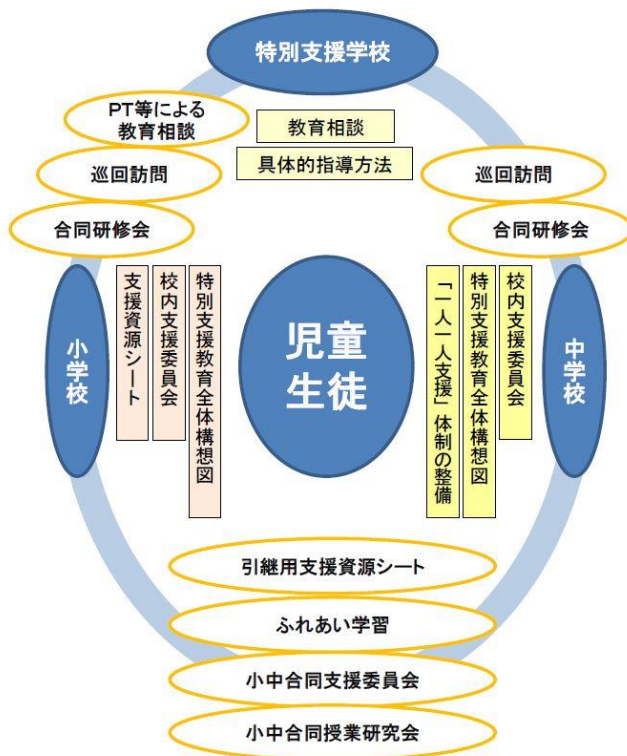 特別支援学校
PT等による
教育相談
教育相談
具体的指導方法
巡回訪問
巡回訪問
合同研修会
合同研修会
小学校
支援資源シート
校内支援委員会
特別支援教育全体構想図
児童
生徒
「一人一人支援」体制の整備
特別支援教育全体構想図
校内支援委員会
中学校
引継用支援資源シート
ふれあい学習
小中合同支援委員会
小中合同授業研究会